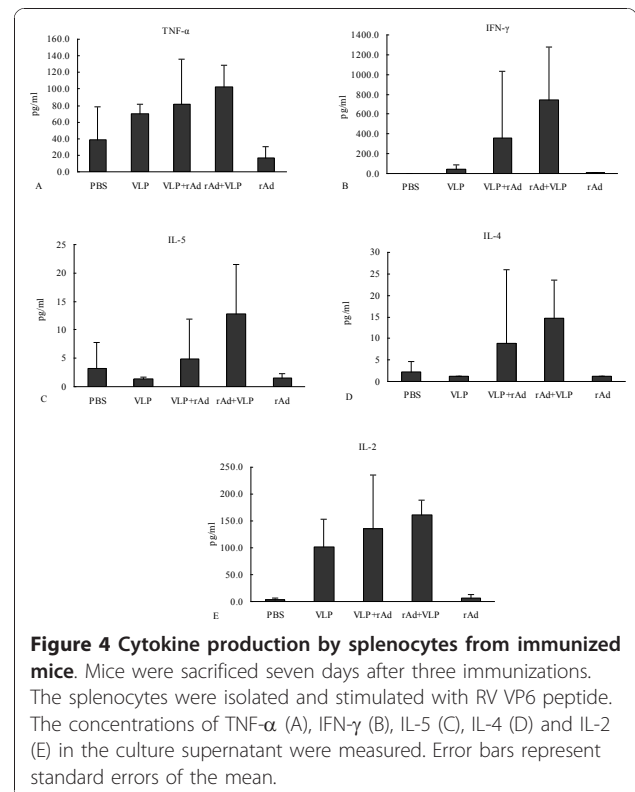 TNF-α
160.0
140.0
120.0
100.0
80.0
60.0
40.0
20.0
0.0
pg/ml
A
PBS VLP VLP+rAd rAd+VLP rAd
IFN-γ
1400.0
1200.0
1000.0
800.0
600.0
400.0
200.0
0.0
pg/ml
B
PBS VLP VLP+rAd rAd+VLP rAd
IL-5
25
20
15
10
5
0
pg/ml
C
PBS VLP VLP+rAd rAd+VLP rAd
IL-4
30
25
20
15
10
5
0
pg/ml
D
PBS VLP VLP+rAd rAd+VLP rAd
IL-2
250.0
200.0
150.0
100.0
50.0
0.0
pg/ml
E
PBS VLP VLP+rAd rAd+VLP rAd
Figure 4 Cytokine production by splenocytes from immunized
mice. Mice were sacrificed seven days after three immunizations.
The splenocytes were isolated and stimulated with RV VP6 peptide.
The concentrations of TNF-α (A), IFN-γ (B), IL-5 (C), IL-4 (D) and IL-2
(E) in the culture supernatant were measured. Error bars represent
standard errors of the mean.